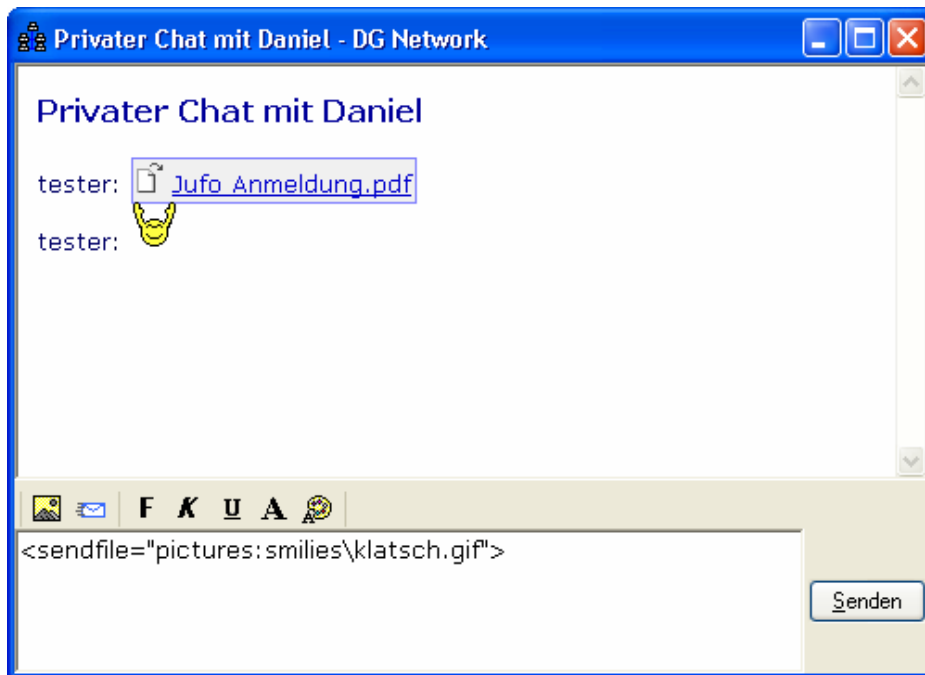 Privater Chat mit Daniel - DG Network
Privater Chat mit Daniel
tester: Jufo Anmeldung.pdf
tester:
F K U A
<sendfile="pictures:smilies\klatsch.gif">
Senden